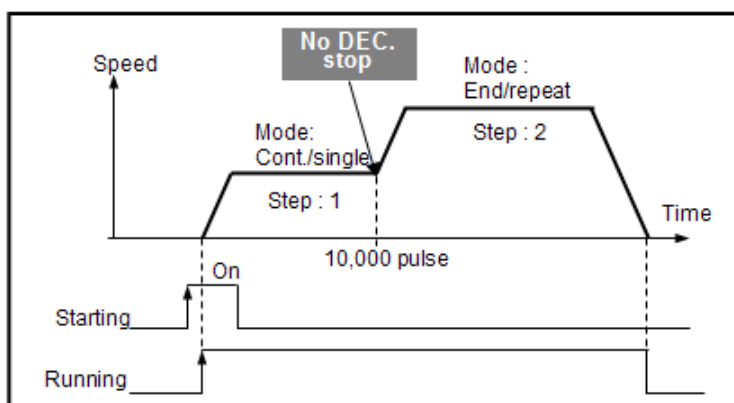 No DEC.
stop
Speed
Mode :
End/repeat
Mode:
Cont./single
Step : 2
Step : 1
Time
10,000 pulse
On
Starting
Running